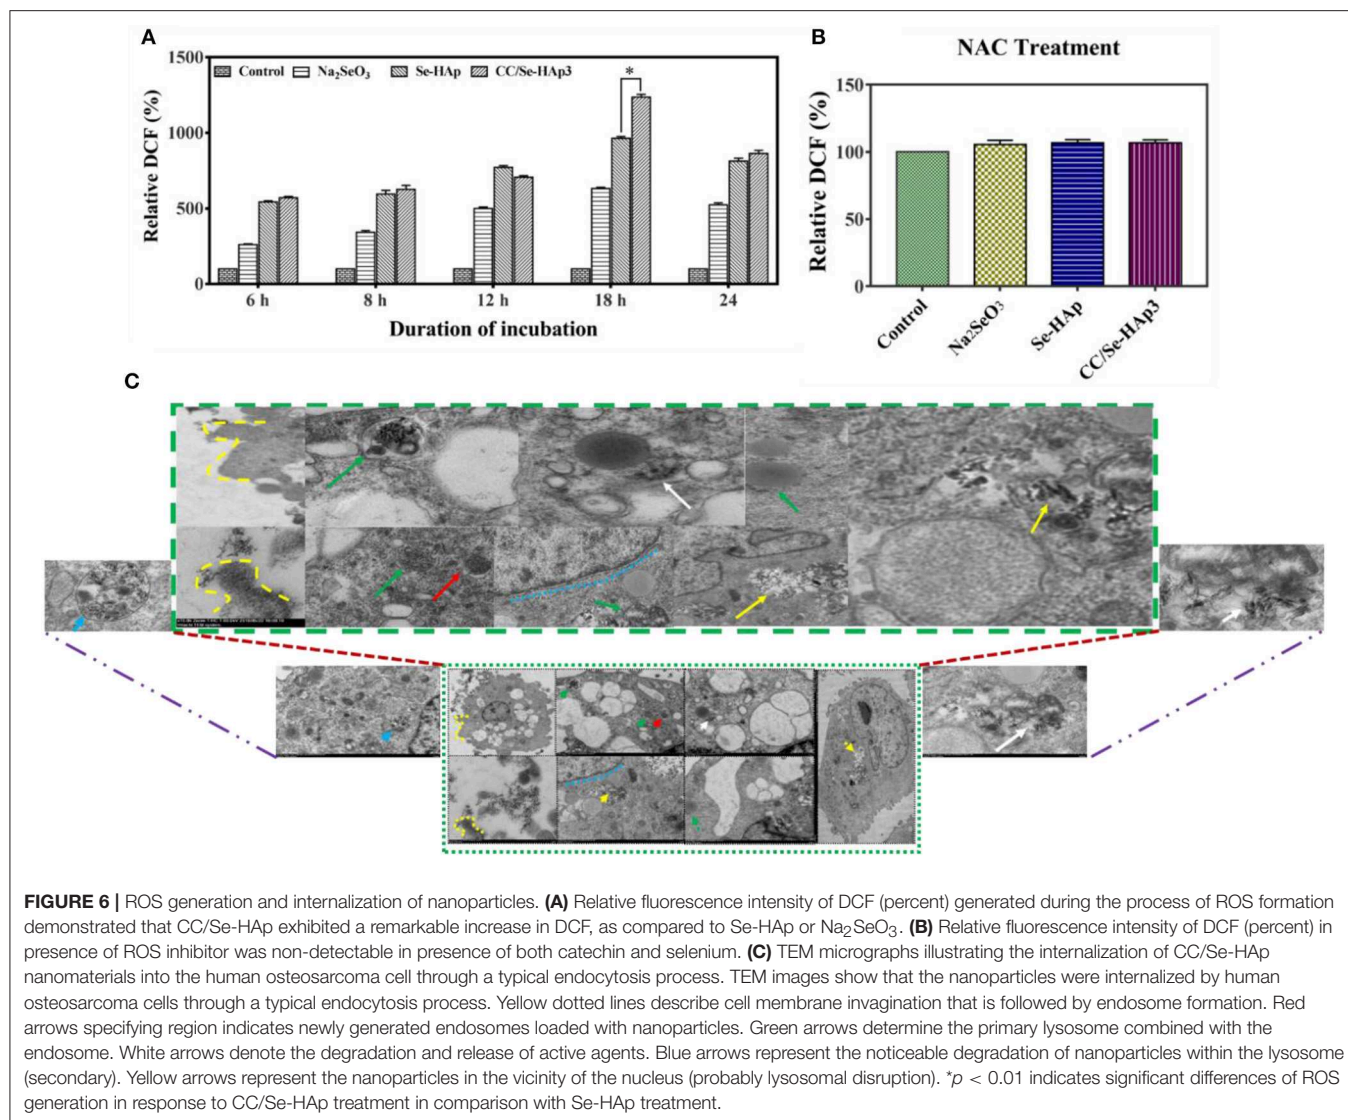 A
1500
Control
Na₂SeO₃
Se-HAp
CC/Se-HAp3
*
1000
500
0
Relative DCF (%)
6 h
8 h
12 h
18 h
24
Duration of incubation
B
NAC Treatment
150
100
50
0
Relative DCF (%)
Control
Na₂SeO₃
Se-HAp
CC/Se-HAp3
C
FIGURE 6 | ROS generation and internalization of nanoparticles. (A) Relative fluorescence intensity of DCF (percent) generated during the process of ROS formation
demonstrated that CC/Se-HAp exhibited a remarkable increase in DCF, as compared to Se-HAp or Na₂SeO₃. (B) Relative fluorescence intensity of DCF (percent) in
presence of ROS inhibitor was non-detectable in presence of both catechin and selenium. (C) TEM micrographs illustrating the internalization of CC/Se-HAp
nanomaterials into the human osteosarcoma cell through a typical endocytosis process. TEM images show that the nanoparticles were internalized by human
osteosarcoma cells through a typical endocytosis process. Yellow dotted lines describe cell membrane invagination that is followed by endosome formation. Red
arrows specifying region indicates newly generated endosomes loaded with nanoparticles. Green arrows determine the primary lysosome combined with the
endosome. White arrows denote the degradation and release of active agents. Blue arrows represent the noticeable degradation of nanoparticles within the lysosome
(secondary). Yellow arrows represent the nanoparticles in the vicinity of the nucleus (probably lysosomal disruption). *p < 0.01 indicates significant differences of ROS
generation in response to CC/Se-HAp treatment in comparison with Se-HAp treatment.